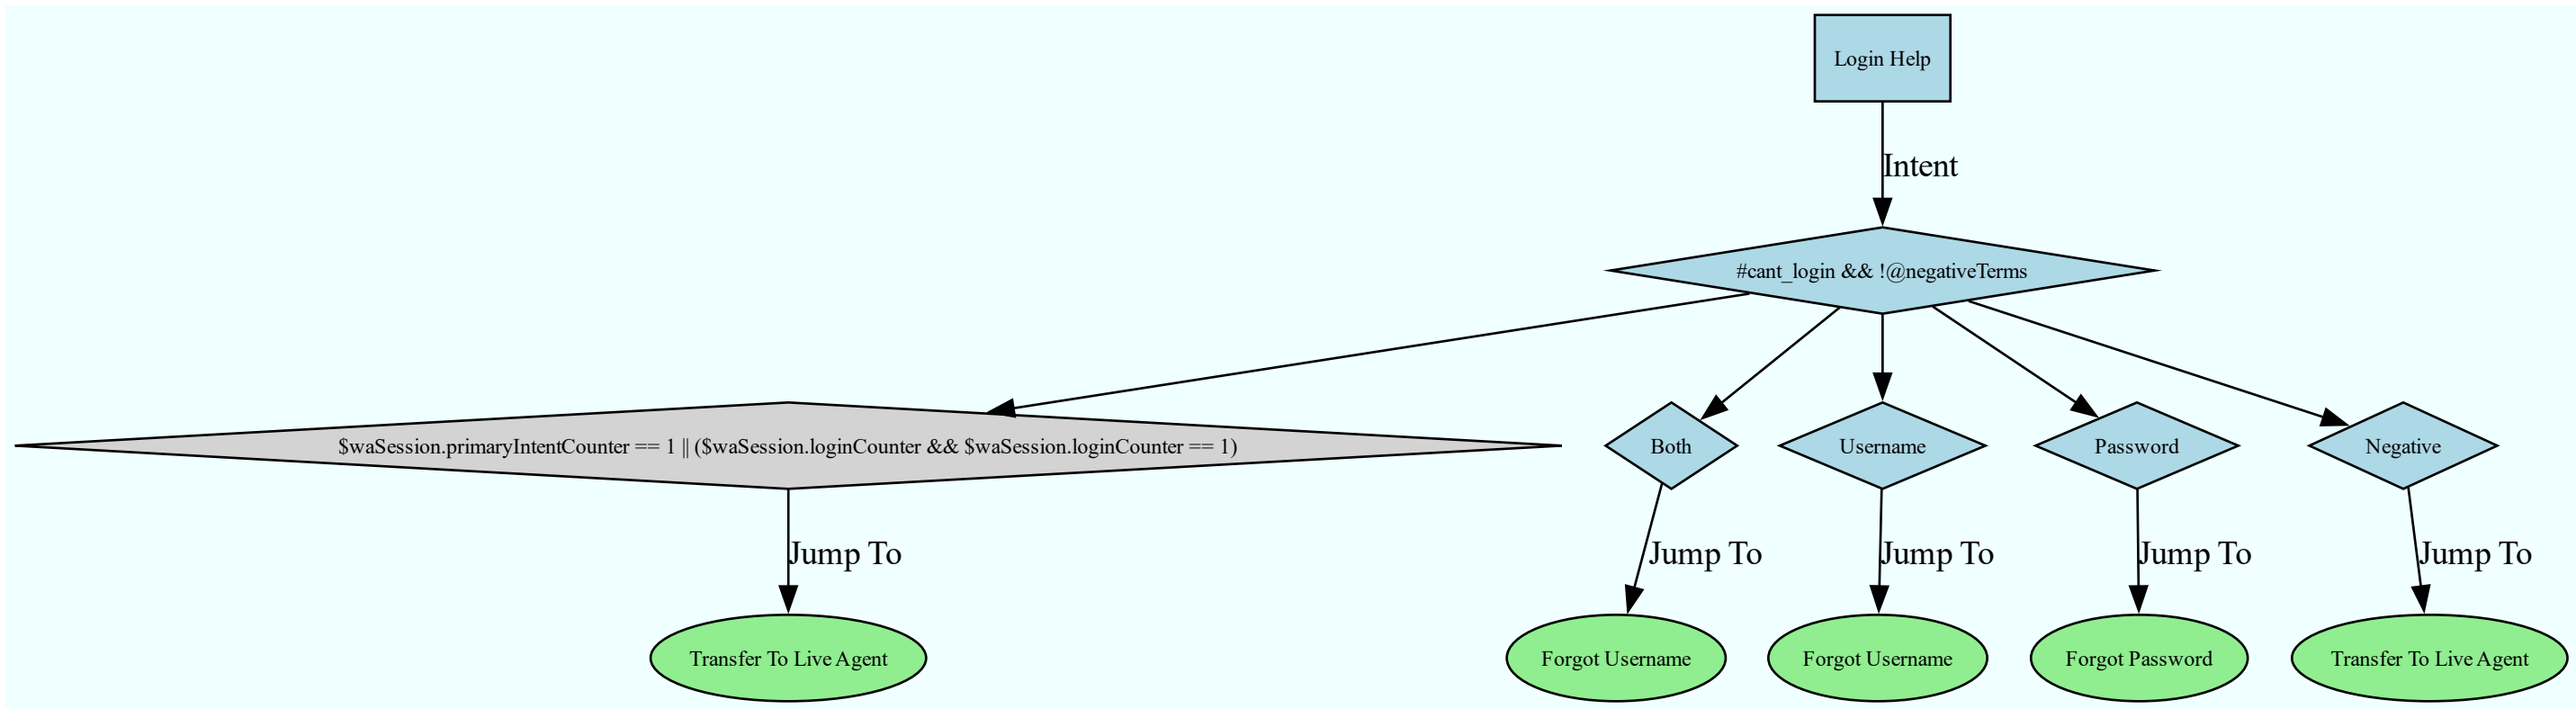 Login Help
Intent
#cant_login && !@negativeTerms
$waSession.primaryIntentCounter == 1 || ($waSession.loginCounter && $waSession.loginCounter == 1)
Both
Username
Password
Negative
Jump To
Jump To
Jump To
Jump To
Jump To
Transfer To Live Agent
Forgot Username
Forgot Username
Forgot Password
Transfer To Live Agent